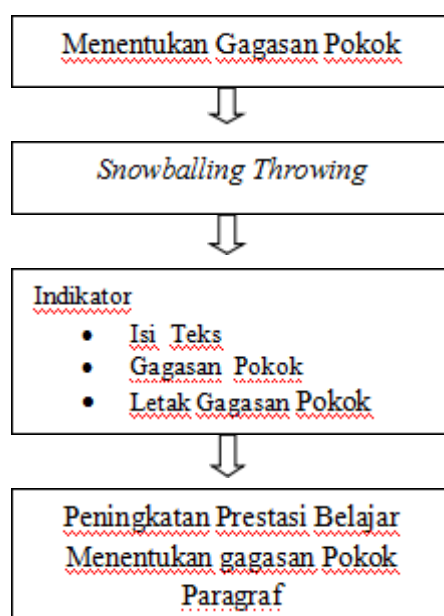 Menentukan Gagasan Pokok
Snowballing Throwing
Indikator
• Isi Teks
• Gagasan Pokok
• Letak Gagasan Pokok
Peningkatan Prestasi Belajar
Menentukan gagasan Pokok
Paragraf